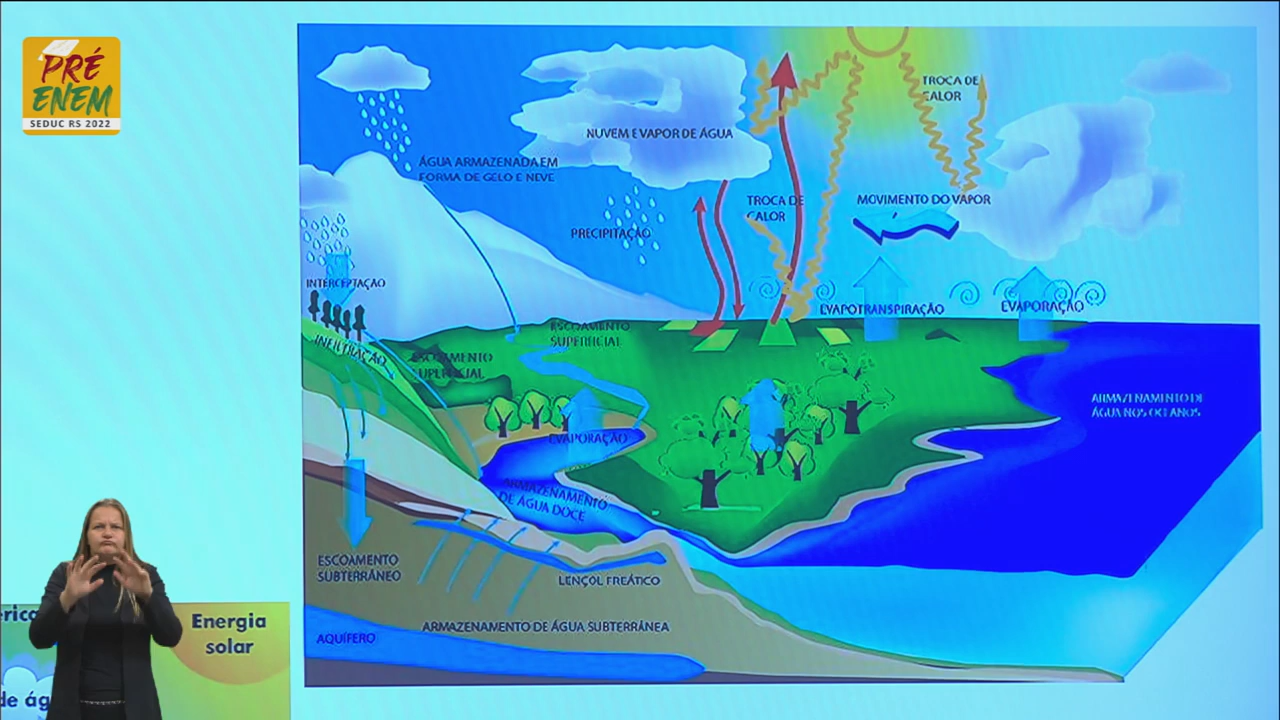 PRÉ
ENEM
SEDUC RS 2022
TROCA DE
CALOR
NUVEM E VAPOR DE ÁGUA
ÁGUA ARMAZENADA EM
FORMA DE GELO E NEVE
TROCA DE
CALOR
MOVIMENTO DO VAPOR
PRECIPITAÇÃO
INTERCEPTAÇÃO
EVAPOTRANSPIRAÇÃO
EVAPORAÇÃO
ESCOAMENTO
SUPERFICIAL
INFILTRAÇÃO
ESCOAMENTO
SUPERFICIAL
ARMAZENAMENTO DE
ÁGUA NOS OCEANOS
EVAPORAÇÃO
ARMAZENAMENTO
DE ÁGUA DOCE
ESCOAMENTO
SUBTERRÂNEO
LENÇOL FREÁTICO
ARMAZENAMENTO DE ÁGUA SUBTERRÂNEA
AQUÍFERO
Energia
solar
de